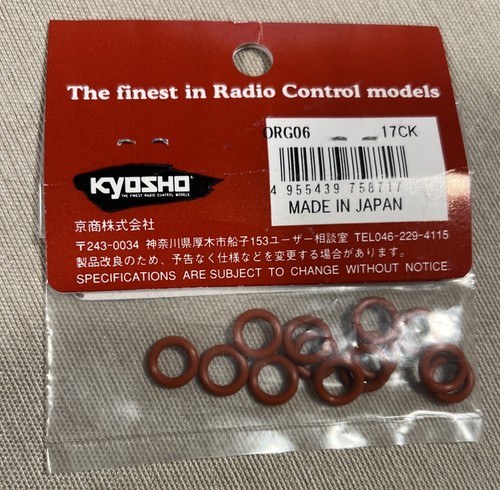 The finest in Radio Control models
ORG06 17CK
4 955439 758717
MADE IN JAPAN
KYOSHO
THE FINEST RADIO CONTROL MODELS
京商株式会社
〒243-0034 神奈川県厚木市船子153ユーザー相談室 TEL046-229-4115
製品改良のため、予告なく仕様などを変更する場合があります。
SPECIFICATIONS ARE SUBJECT TO CHANGE WITHOUT NOTICE.